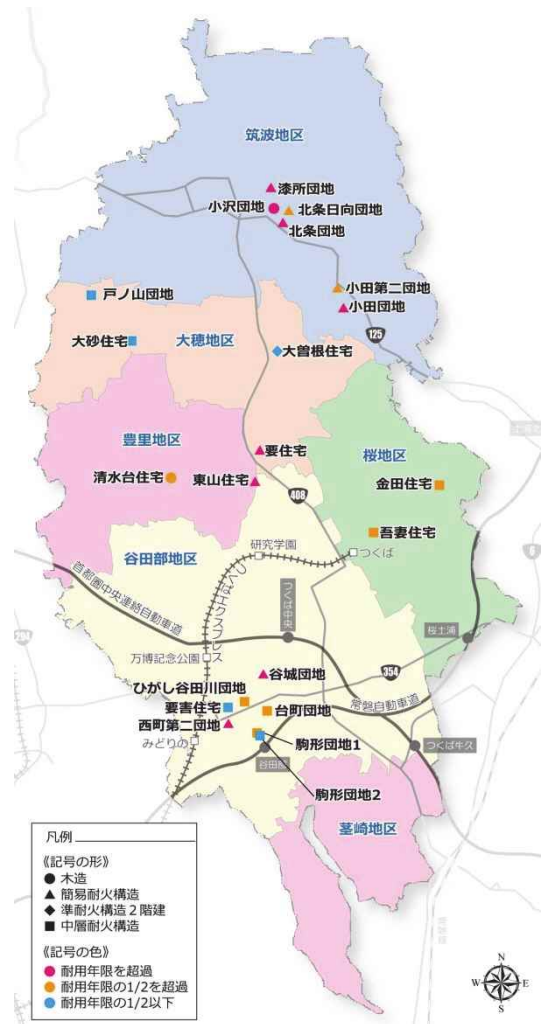 筑波地区
漆所団地
小沢団地
北条日向団地
北条団地
小田第二団地
小田団地
戸ノ山団地
125
大砂住宅
大穂地区
大曽根住宅
豊里地区
要住宅
桜地区
清水台住宅
東山住宅
金田住宅
408
吾妻住宅
6
谷田部地区
研究学園
つくば
首都圏中央連絡自動車道
つくばエクスプレス
つくば中央
294
桜土浦
万博記念公園
谷城団地
354
ひがし谷田川団地
要害住宅
台町団地
常磐自動車道
西町第二団地
みどりの
駒形団地1
つくば牛久
谷田部
駒形団地2
茎崎地区
凡例
《記号の形》
● 木造
▲ 簡易耐火構造
◆ 準耐火構造2階建
■ 中層耐火構造
《記号の色》
● 耐用年限を超過
● 耐用年限の1/2を超過
● 耐用年限の1/2以下
N
W
E
S